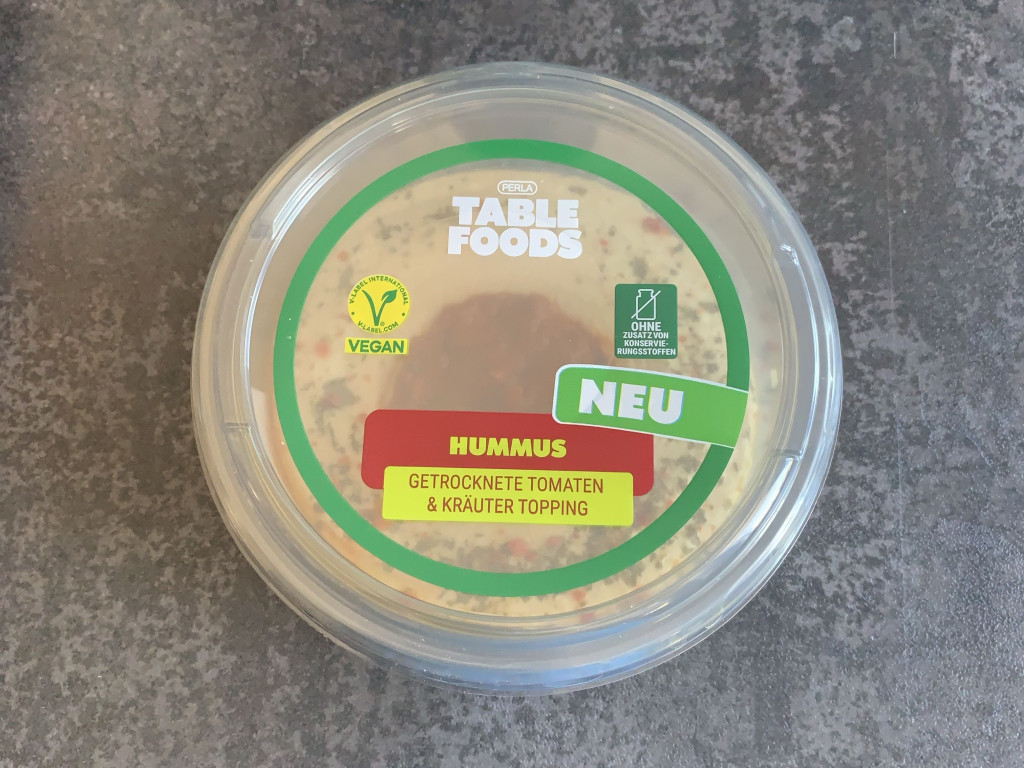 PERLA
TABLE
FOODS
V-LABEL INTERNATIONAL
V-LABEL.COM
VEGAN
OHNE
ZUSATZ VON
KONSERVIE-
RUNGSSTOFFEN
NEU
HUMMUS
GETROCKNETE TOMATEN
& KRÄUTER TOPPING